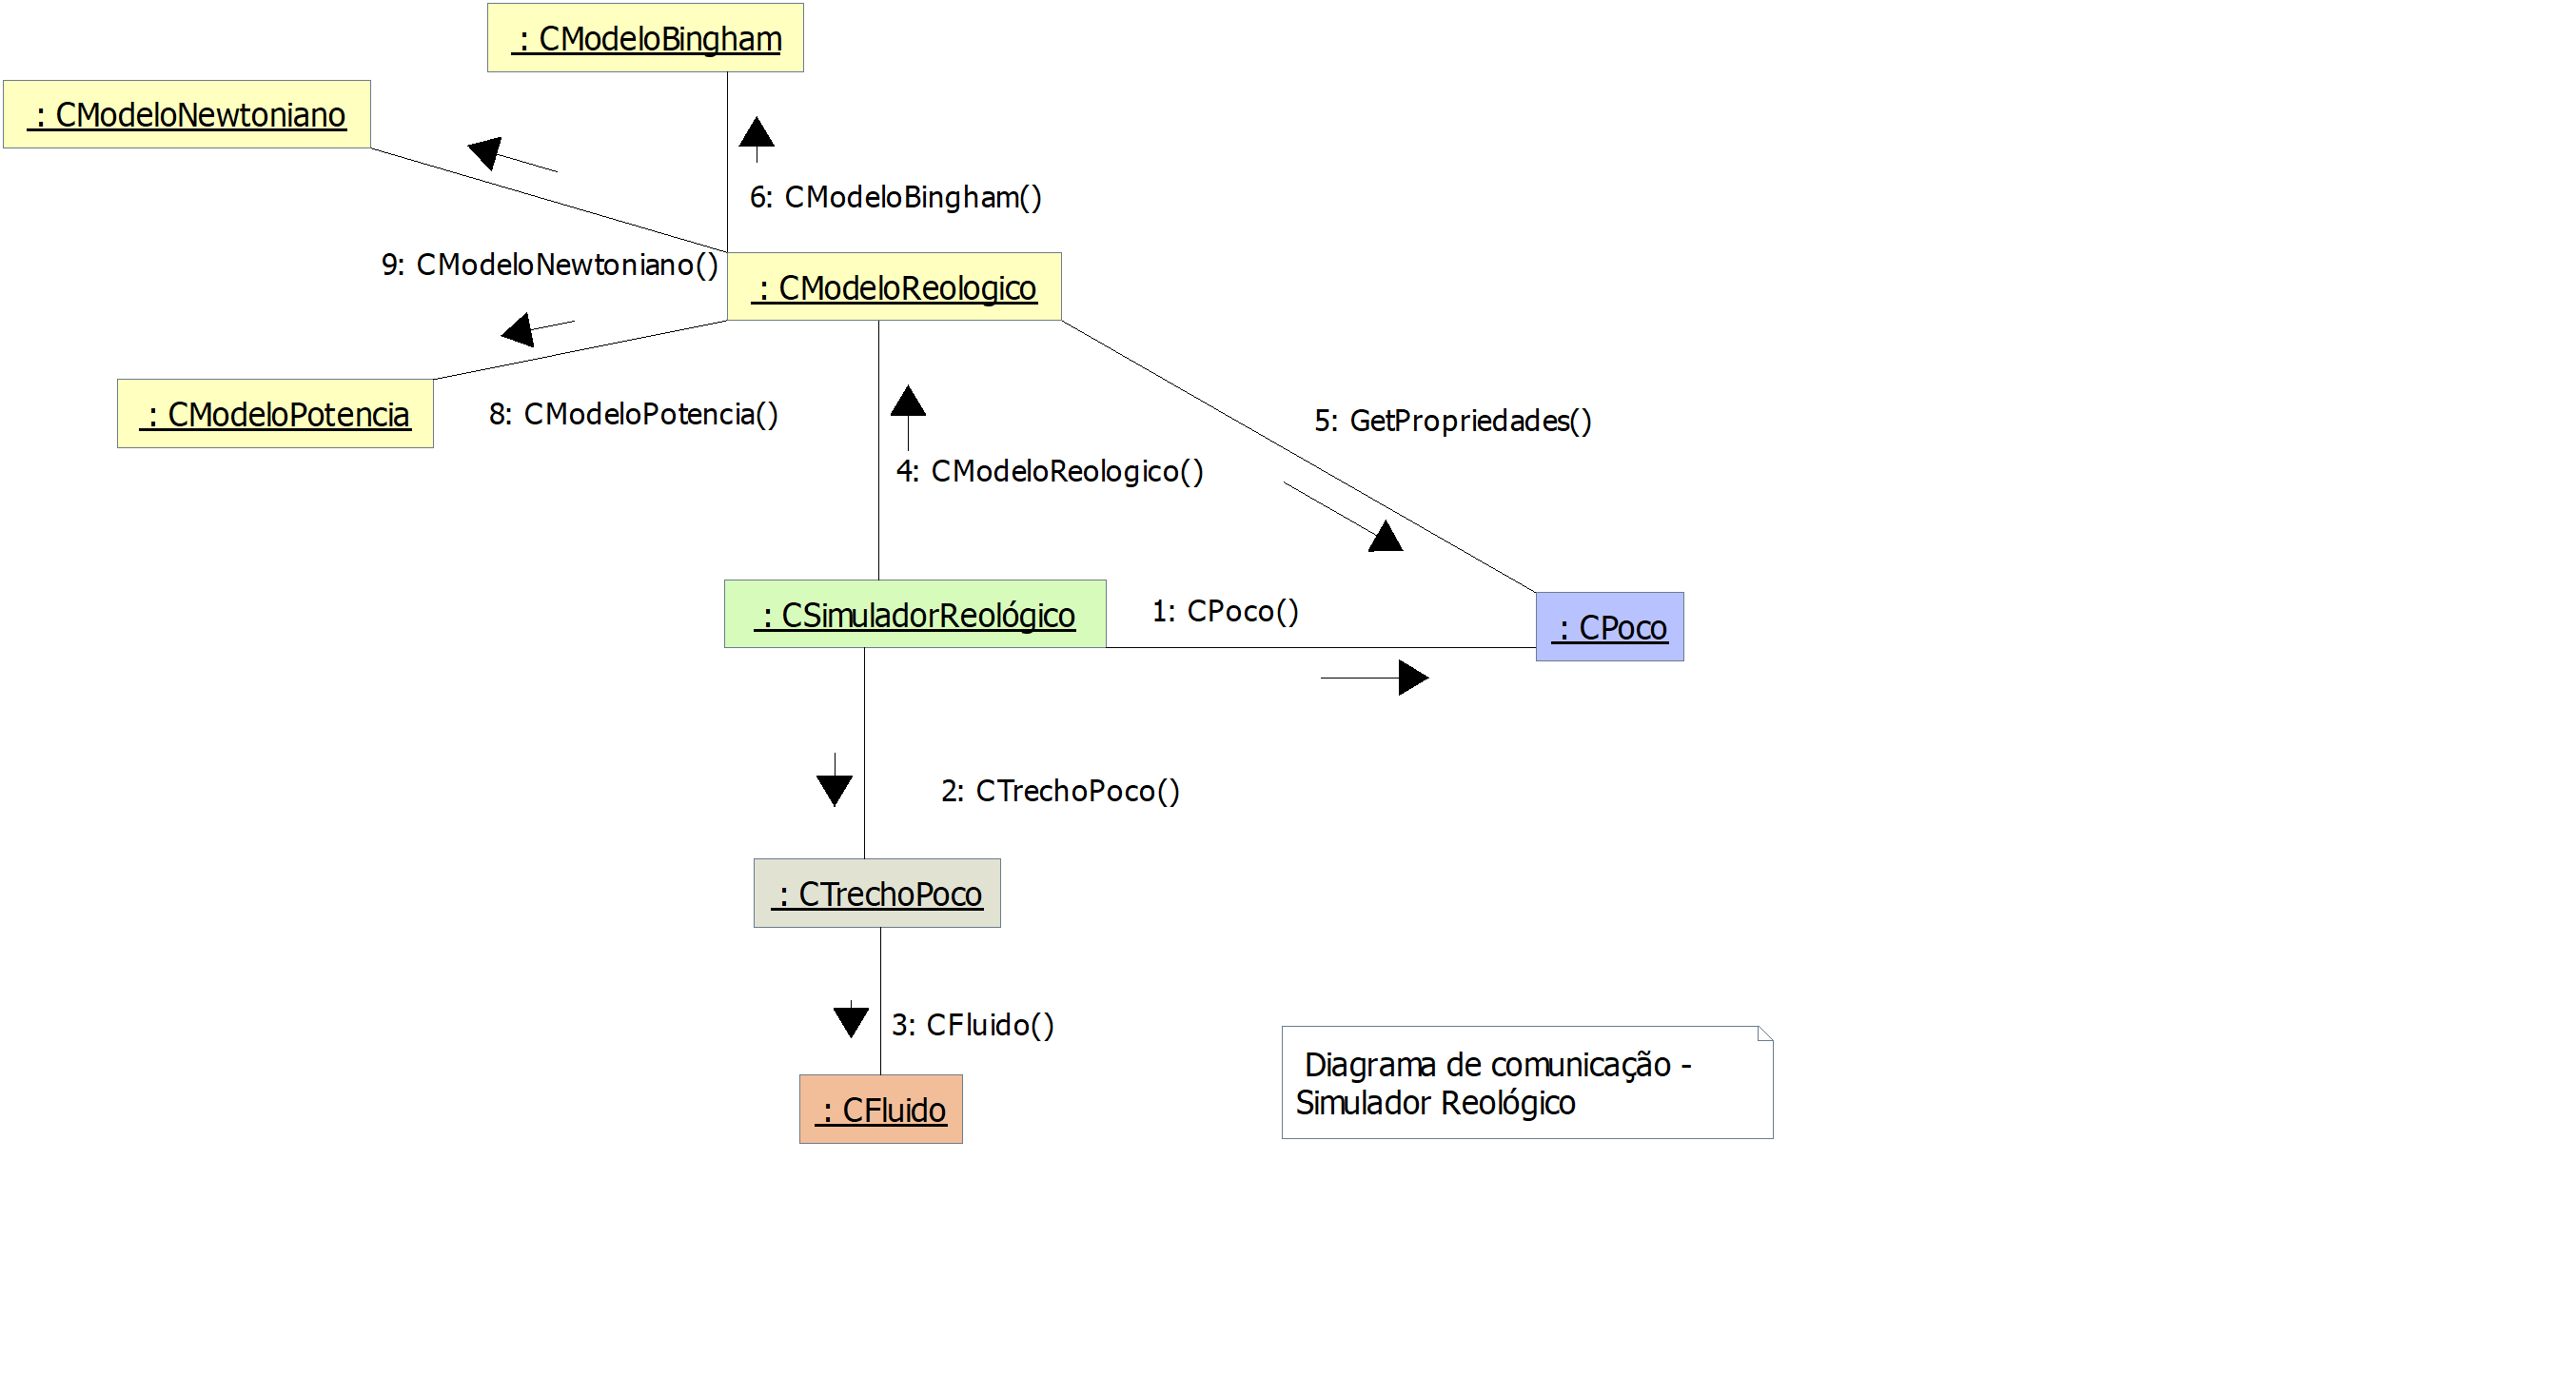 : CModeloBingham
: CModeloNewtoniano
6: CModeloBingham()
9: CModeloNewtoniano()
: CModeloReologico
: CModeloPotencia
8: CModeloPotencia()
5: GetPropriedades()
4: CModeloReologico()
: CSimuladorReológico
1: CPoco()
: CPoco
2: CTrechoPoco()
: CTrechoPoco
3: CFluido()
: CFluido
Diagrama de comunicação -
Simulador Reológico